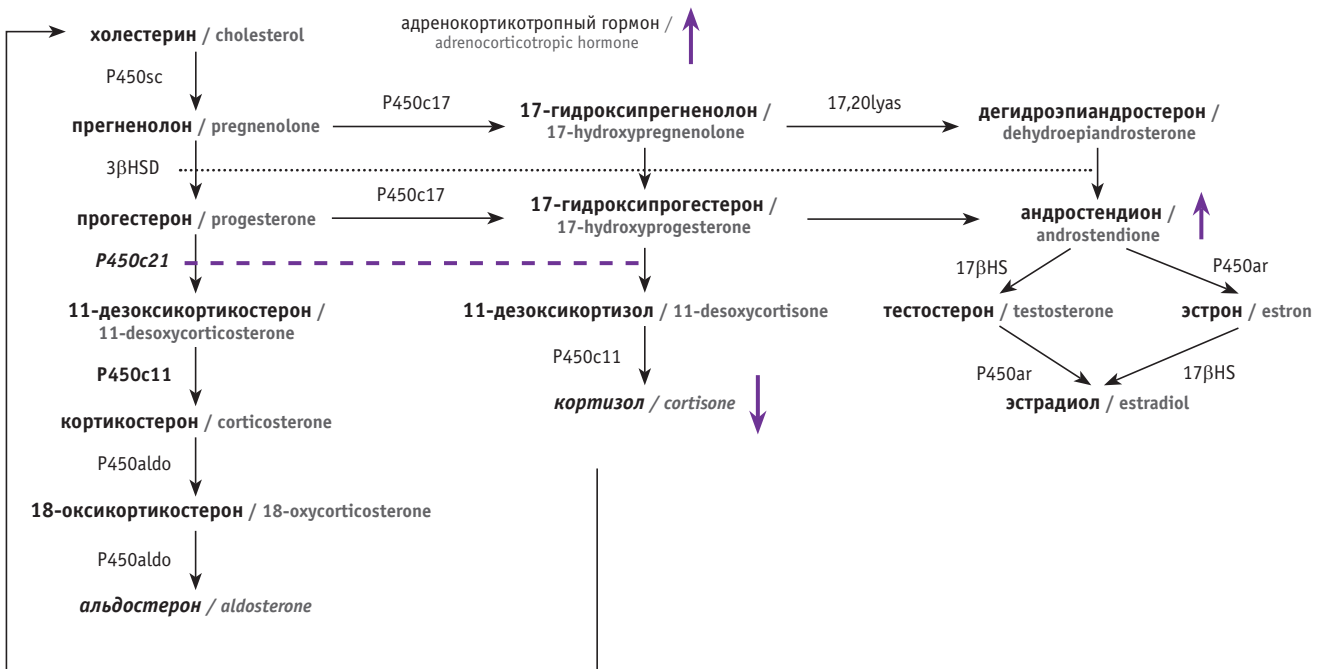 адренокортикотропный гормон /
adrenocorticotropic hormone
холестерин / cholesterol
P450sc
P450c17
17,20lyas
прегненолон / pregnenolone
17-гидроксипрегненолон /
17-hydroxypregnenolone
дегидроэпиандростерон /
dehydroepiandrosterone
3βHSD
P450c17
прогестерон / progesterone
17-гидроксипрогестерон /
17-hydroxyprogesterone
андростендион /
androstendione
P450c21
17βHS
P450ar
11-дезоксикортикостерон /
11-desoxycorticosterone
11-дезоксикортизол / 11-desoxycortisone
тестостерон / testosterone
эстрон / estron
P450c11
P450c11
P450ar
17βHS
кортизол / cortisone
эстрадиол / estradiol
кортикостерон / corticosterone
P450aldo
18-оксикортикостерон / 18-oxycorticosterone
P450aldo
альдостерон / aldosterone